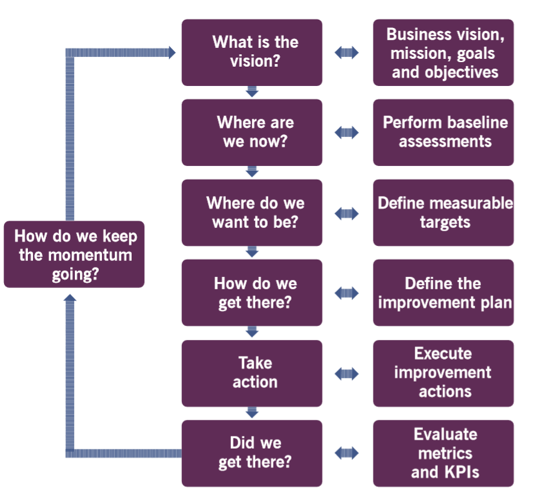 What is the
vision?
Business vision,
mission, goals
and objectives
Where are
we now?
Perform baseline
assessments
Where do we
want to be?
Define measurable
targets
How do we keep
the momentum
going?
How do we
get there?
Define the
improvement plan
Take
action
Execute
improvement
actions
Did we
get there?
Evaluate
metrics
and KPIs